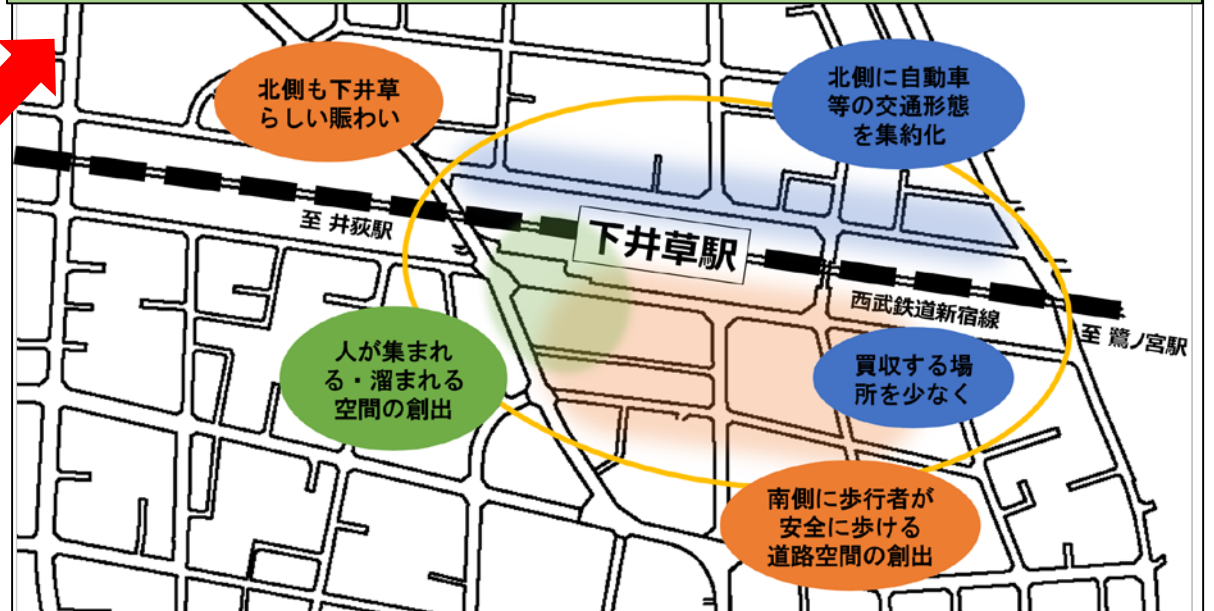 北側も下井草
らしい賑わい
北側に自動車
等の交通形態
を集約化
至 井荻駅
下井草駅
西武鉄道新宿線
至 鷺ノ宮駅
人が集まれ
る・溜まれる
空間の創出
買収する場
所を少なく
南側に歩行者が
安全に歩ける
道路空間の創出